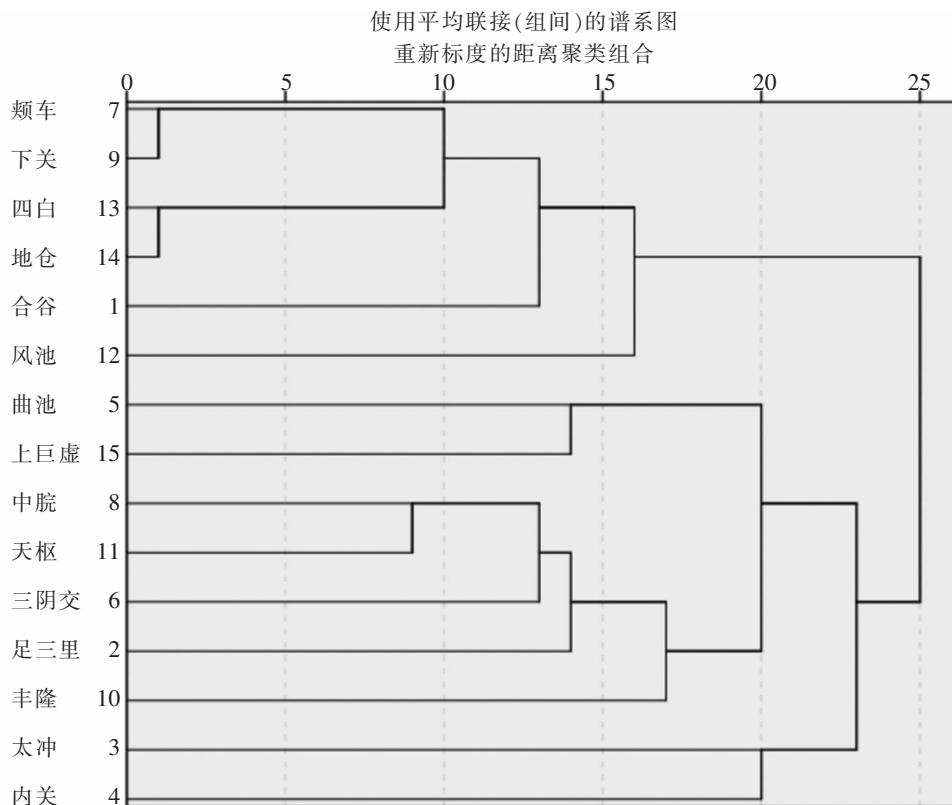 使用平均联接(组间)的谱系图
重新标度的距离聚类组合
0 5 10 15 20 25
颊车 7
下关 9
四白 13
地仓 14
合谷 1
风池 12
曲池 5
上巨虚 15
中脘 8
天枢 11
三阴交 6
足三里 2
丰隆 10
太冲 3
内关 4